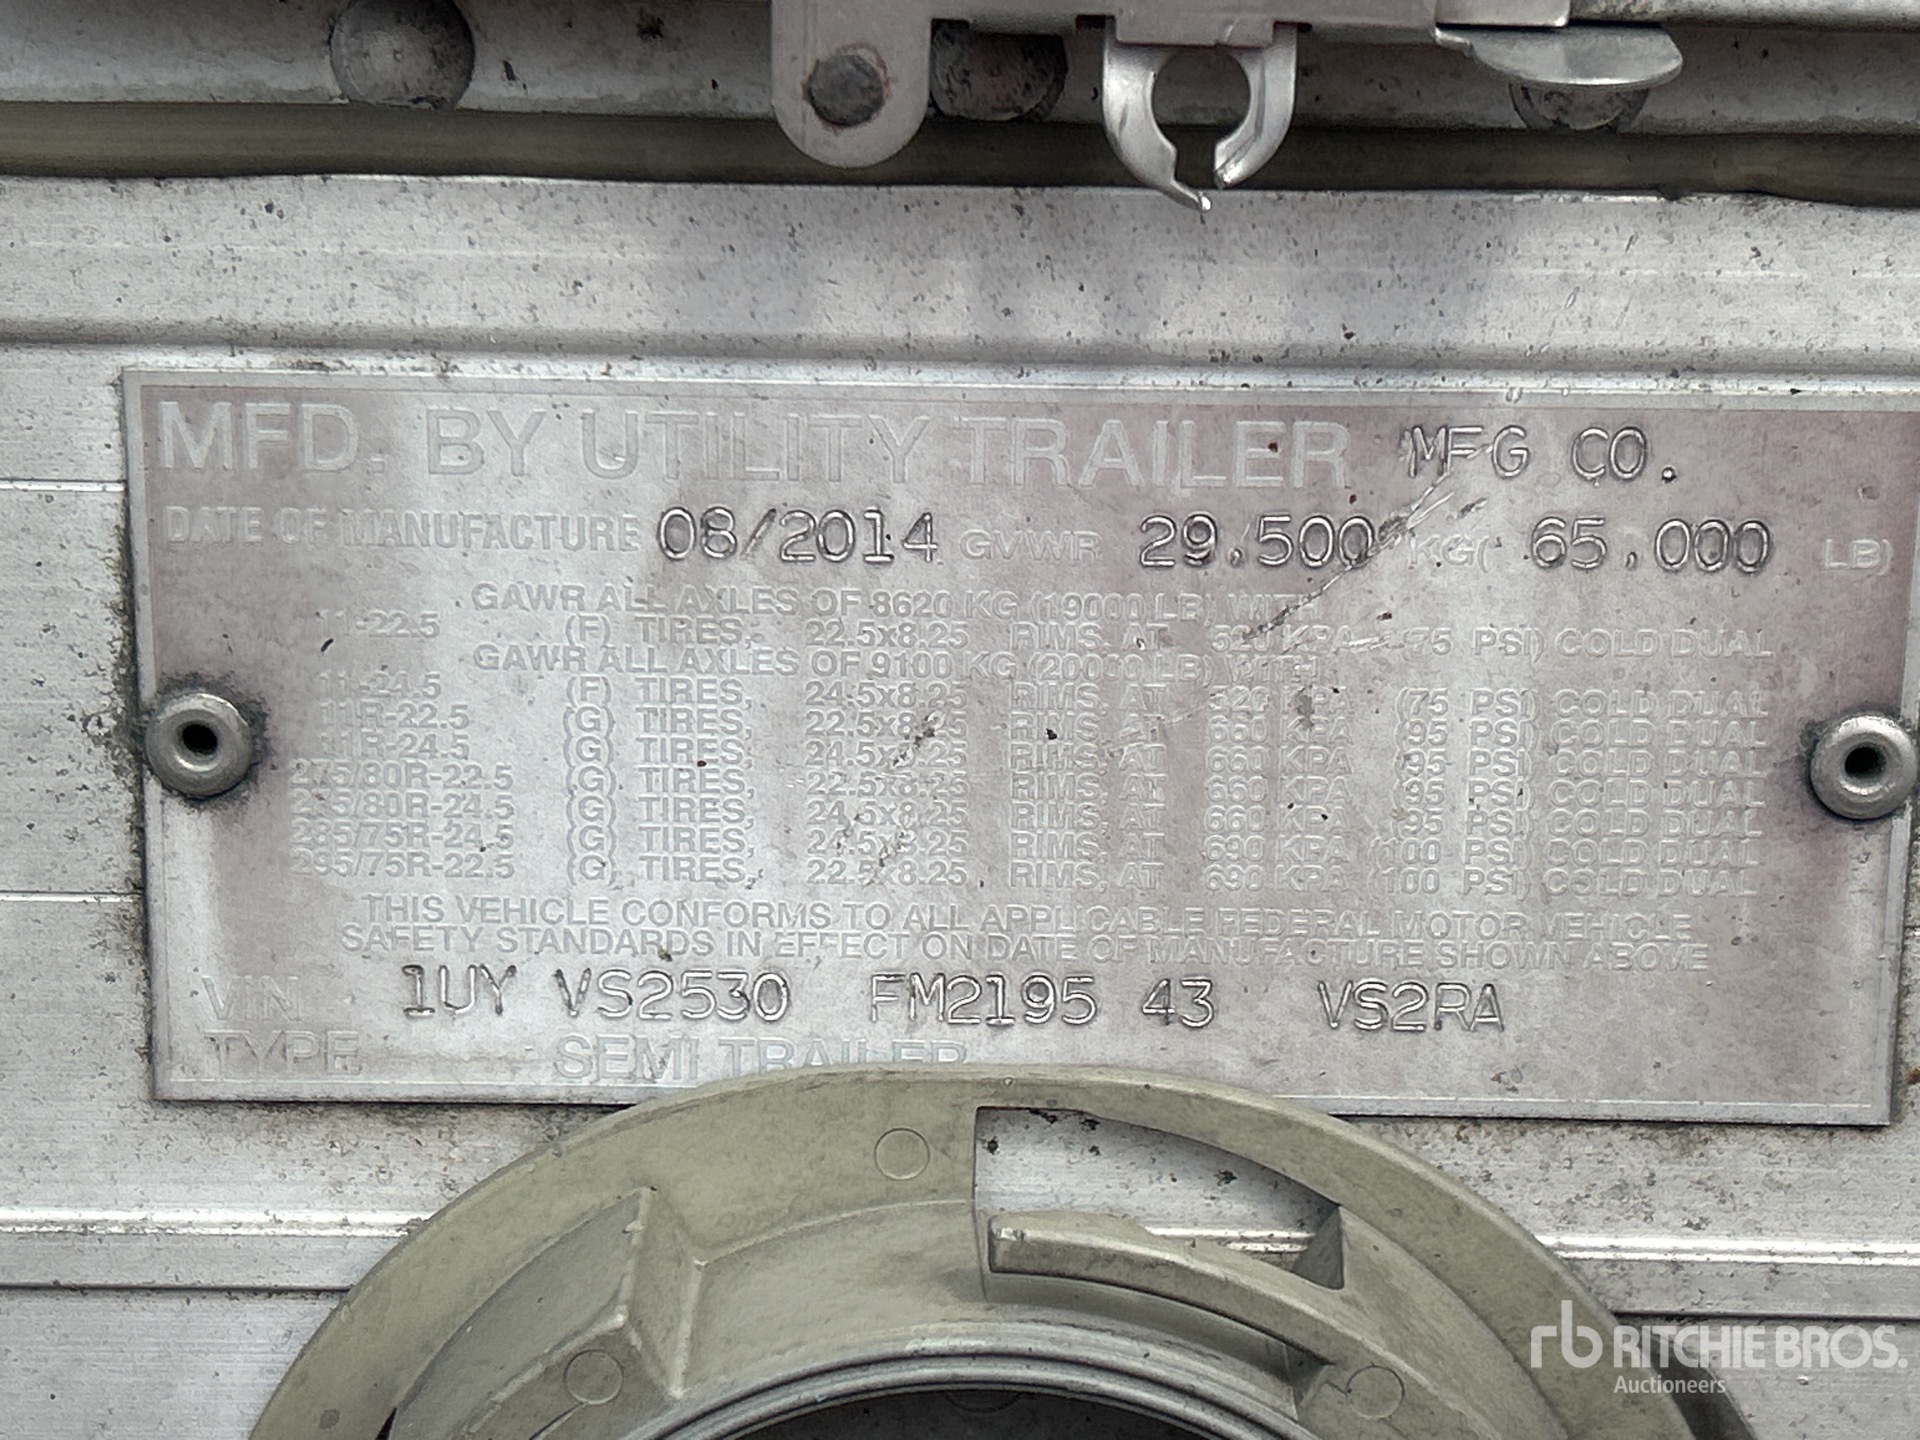 MFD. BY UTILITY TRAILER MFG CO.
DATE OF MANUFACTURE 08/2014 GVWR 29,500 KG( 65,000 LB)
GAWR ALL AXLES OF 8620 KG (19000 LB) WITH
11-22.5 (F) TIRES, 22.5x8.25 RIMS, AT 520 KPA (75 PSI) COLD DUAL
GAWR ALL AXLES OF 9100 KG (20000 LB) WITH
11-24.5 (F) TIRES, 24.5x8.25 RIMS, AT 520 KPA (75 PSI) COLD DUAL
11R-22.5 (G) TIRES, 22.5x8.25 RIMS, AT 660 KPA (95 PSI) COLD DUAL
11R-24.5 (G) TIRES, 24.5x8.25 RIMS, AT 660 KPA (95 PSI) COLD DUAL
275/80R-22.5 (G) TIRES, 22.5x8.25 RIMS, AT 660 KPA (95 PSI) COLD DUAL
275/80R-24.5 (G) TIRES, 24.5x8.25 RIMS, AT 660 KPA (95 PSI) COLD DUAL
285/75R-24.5 (G) TIRES, 24.5x8.25 RIMS, AT 690 KPA (100 PSI) COLD DUAL
295/75R-22.5 (G) TIRES, 22.5x8.25 RIMS, AT 690 KPA (100 PSI) COLD DUAL
THIS VEHICLE CONFORMS TO ALL APPLICABLE FEDERAL MOTOR VEHICLE
SAFETY STANDARDS IN EFFECT ON DATE OF MANUFACTURE SHOWN ABOVE
VIN 1UY VS2530 FM2195 43 VS2RA
TYPE SEMI TRAILER
rb RITCHIE BROS.
Auctioneers